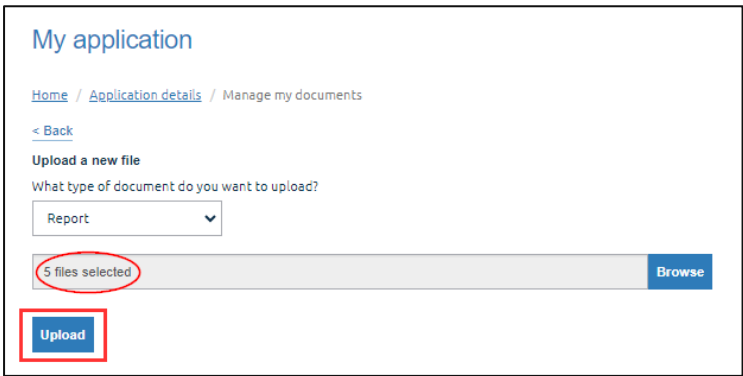 My application
Home / Application details / Manage my documents
< Back
Upload a new file
What type of document do you want to upload?
Report
5 files selected
Browse
Upload